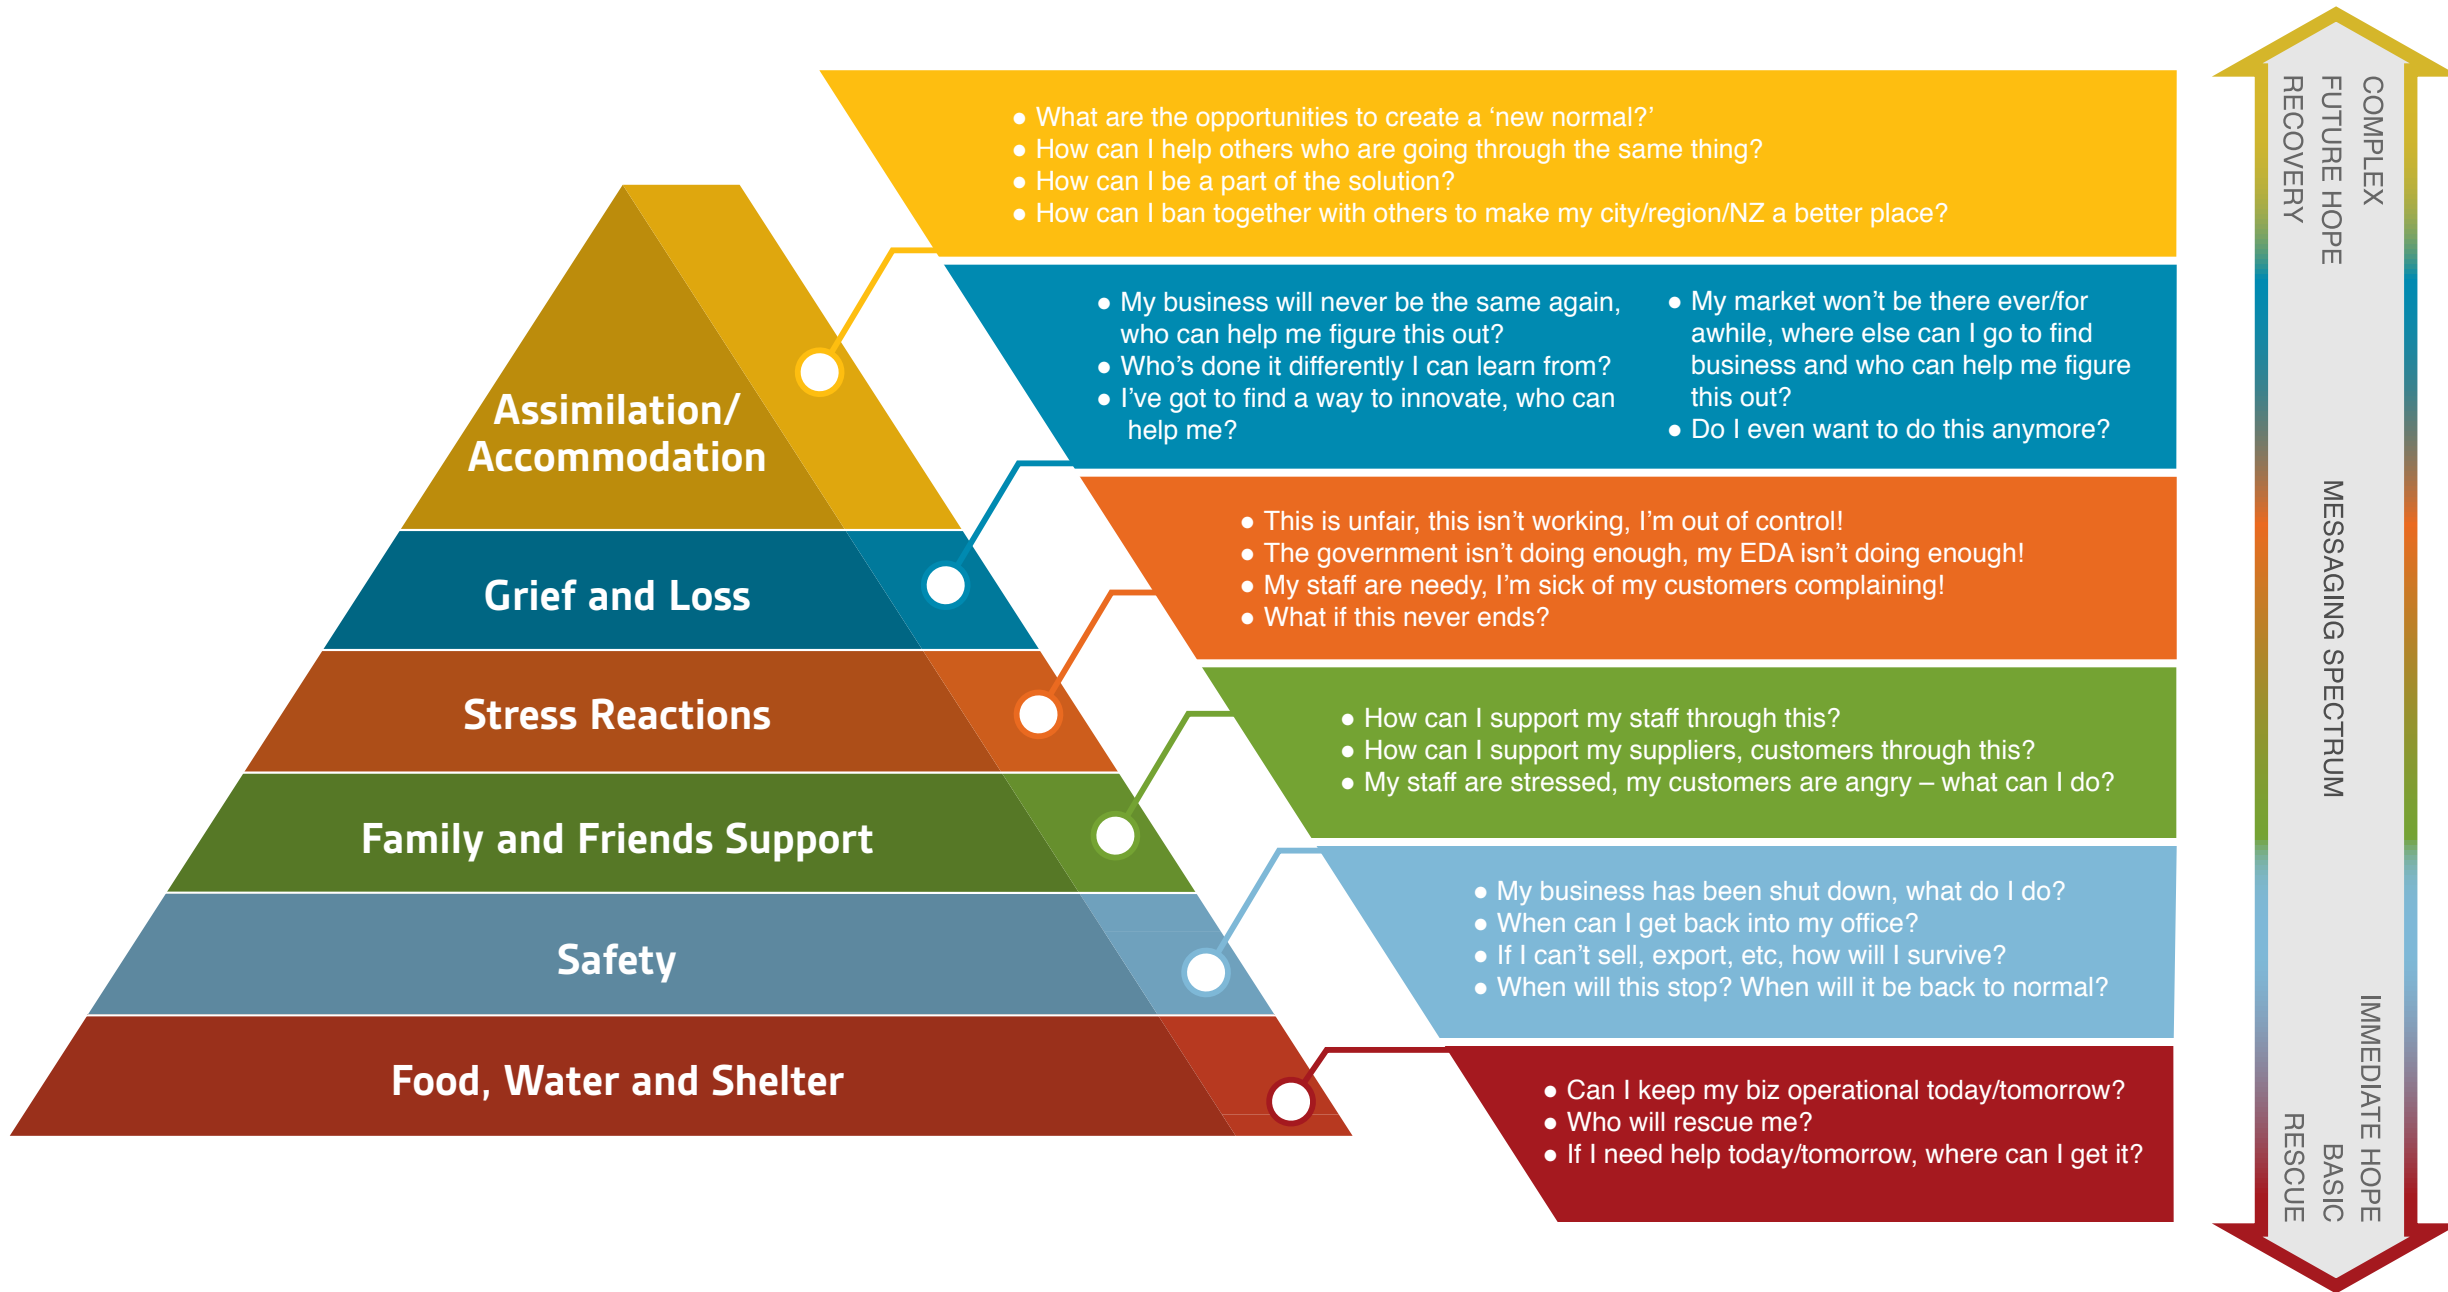 ● What are the opportunities to create a ‘new normal?’
● How can I help others who are going through the same thing?
● How can I be a part of the solution?
● How can I ban together with others to make my city/region/NZ a better place?
Assimilation/
Accommodation
● My business will never be the same again,
who can help me figure this out?
● Who’s done it differently I can learn from?
● I’ve got to find a way to innovate, who can
help me?
● My market won’t be there ever/for
awhile, where else can I go to find
business and who can help me figure
this out?
● Do I even want to do this anymore?
Grief and Loss
● This is unfair, this isn’t working, I’m out of control!
● The government isn’t doing enough, my EDA isn’t doing enough!
● My staff are needy, I’m sick of my customers complaining!
● What if this never ends?
Stress Reactions
● How can I support my staff through this?
● How can I support my suppliers, customers through this?
● My staff are stressed, my customers are angry – what can I do?
Family and Friends Support
● My business has been shut down, what do I do?
● When can I get back into my office?
● If I can’t sell, export, etc, how will I survive?
● When will this stop? When will it be back to normal?
Safety
● Can I keep my biz operational today/tomorrow?
● Who will rescue me?
● If I need help today/tomorrow, where can I get it?
Food, Water and Shelter
COMPLEX
FUTURE HOPE
RECOVERY
MESSAGING SPECTRUM
IMMEDIATE HOPE
BASIC
RESCUE